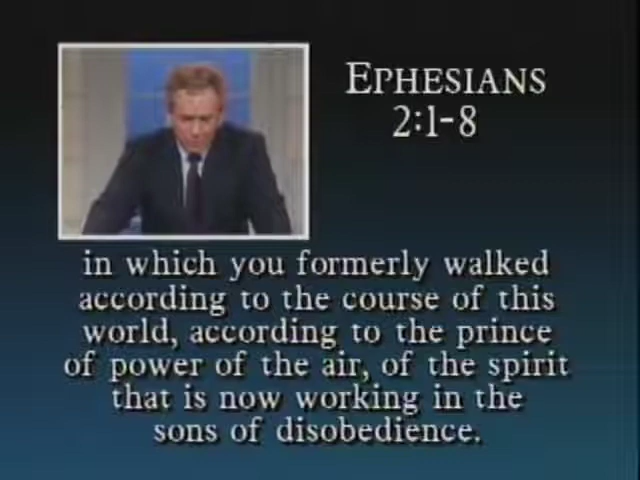 EPHESIANS
2:1-8
in which you formerly walked
according to the course of this
world, according to the prince
of power of the air, of the spirit
that is now working in the
sons of disobedience.